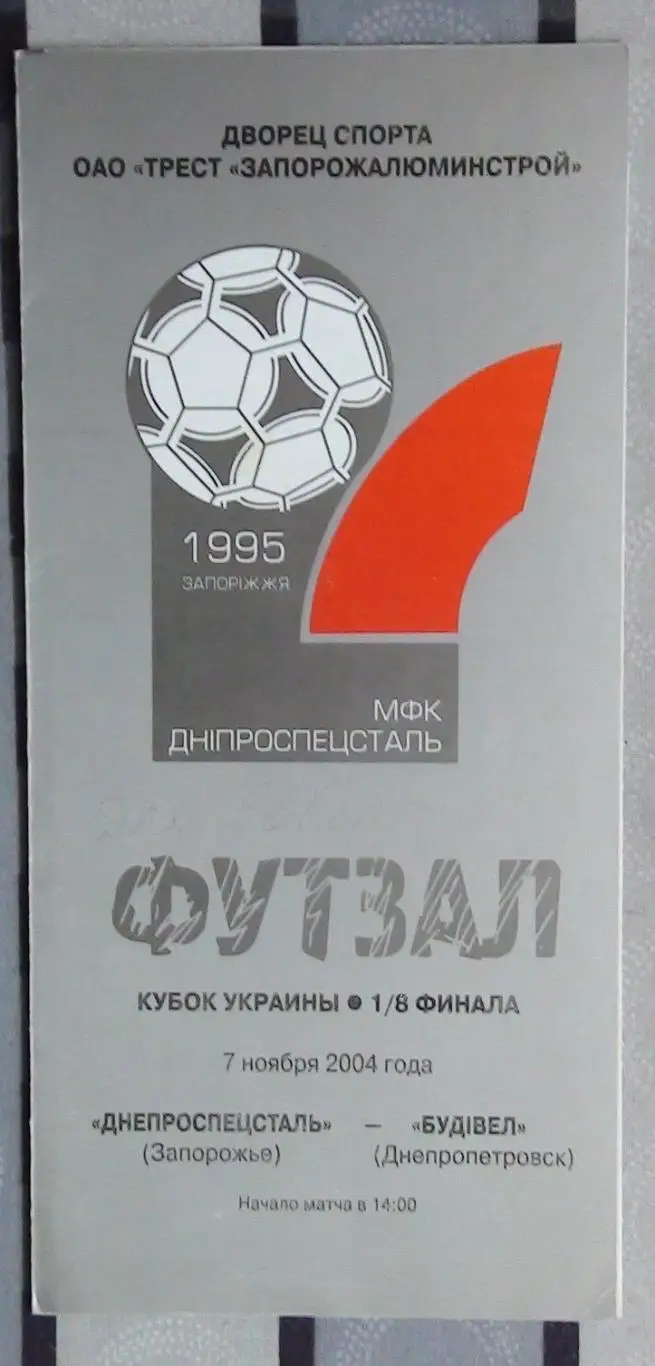 ДВОРЕЦ СПОРТА
ОАО «ТРЕСТ «ЗАПОРОЖАЛЮМИНСТРОЙ»
1995
ЗАПОРІЖЖЯ
МФК
ДНІПРОСПЕЦСТАЛЬ
ФУТЗАЛ
КУБОК УКРАИНЫ 1/8 ФИНАЛА
7 ноября 2004 года
«ДНЕПРОСПЕЦСТАЛЬ» – «БУДІВЕЛ»
(Запорожье) (Днепропетровск)
Начало матча в 14:00